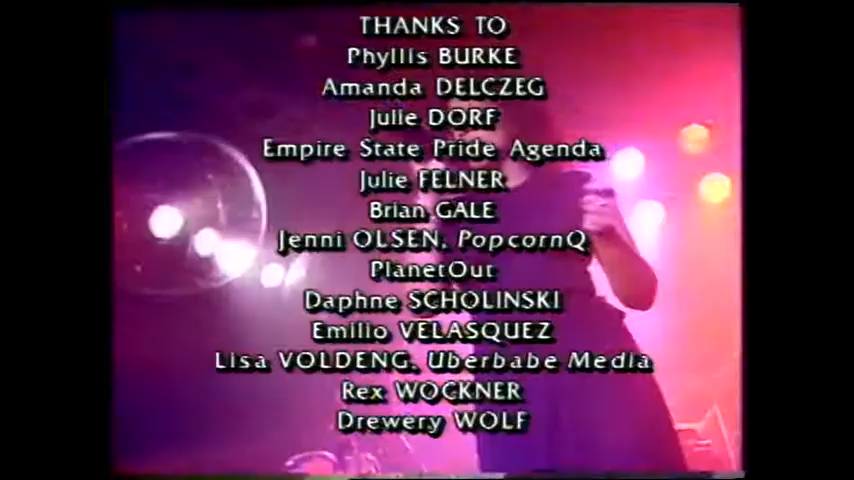 THANKS TO
Phyllis BURKE
Amanda DELCZEG
Julie DORF
Empire State Pride Agenda
Julie FELNER
Brian GALE
Jenni OLSEN, PopcornQ
PlanetOut
Daphne SCHOLINSKI
Emilio VELASQUEZ
Lisa VOLDENG, Uberbabe Media
Rex WOCKNER
Drewery WOLF